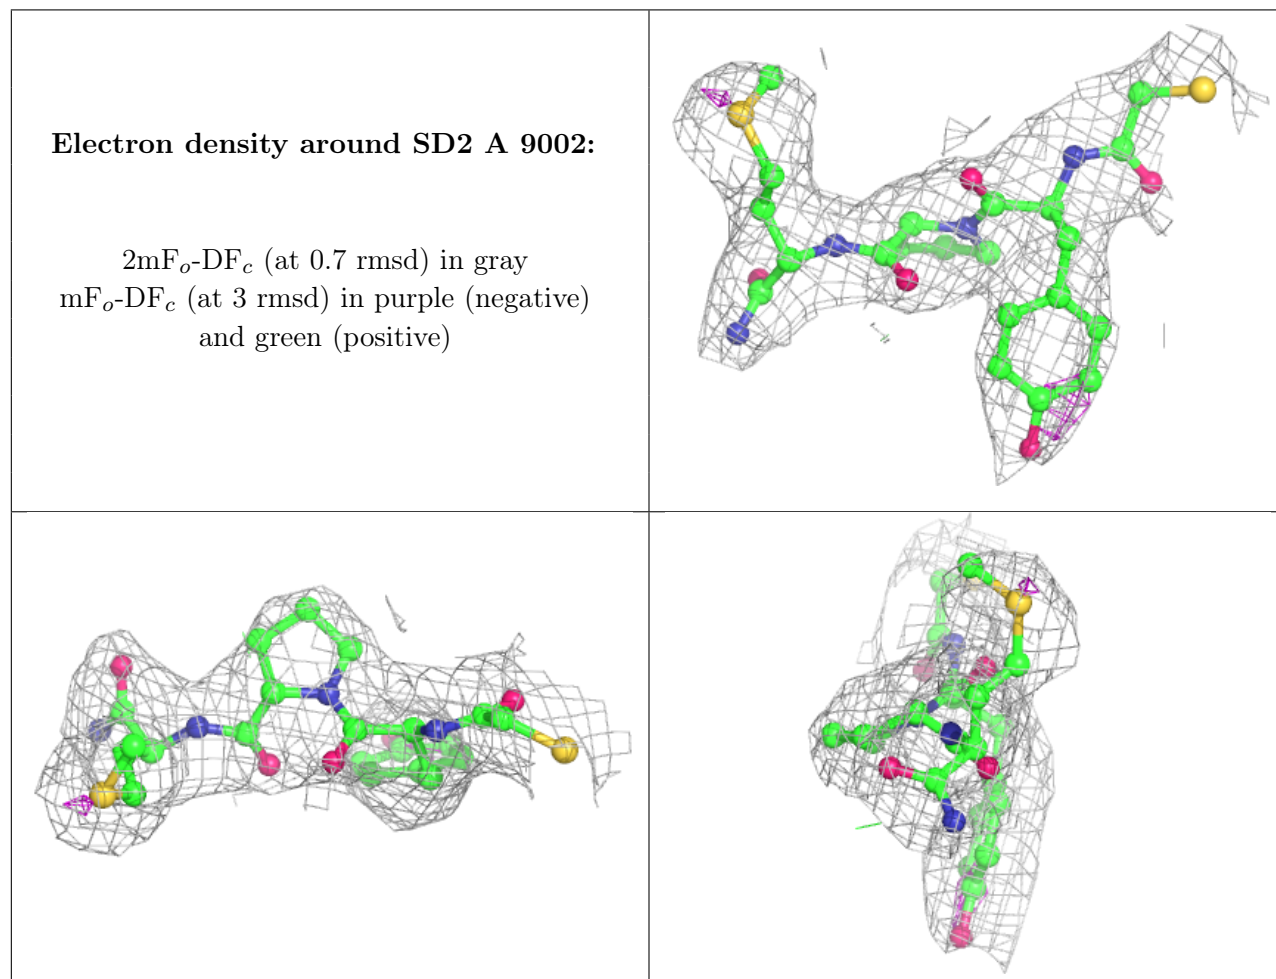 Electron density around SD2 A 9002:
2mFo-DFc (at 0.7 rmsd) in gray
mFo-DFc (at 3 rmsd) in purple (negative)
and green (positive)